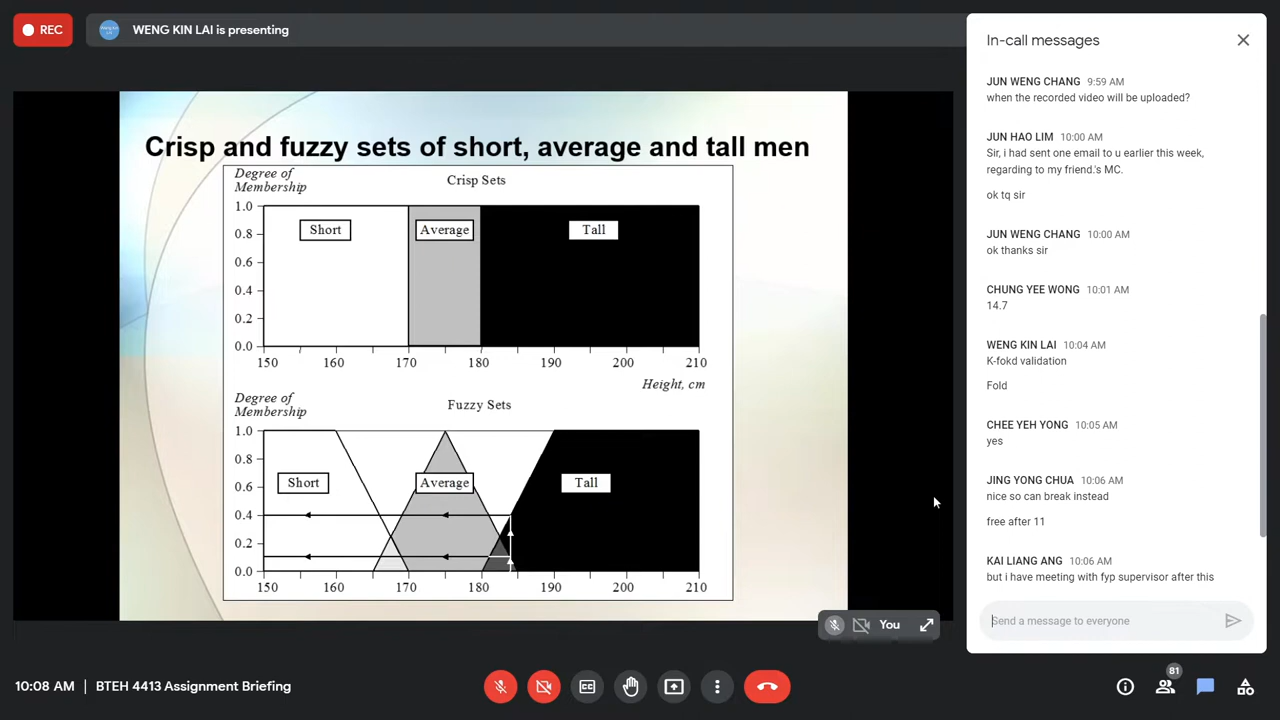 REC
WENG KIN LAI is presenting
Crisp and fuzzy sets of short, average and tall men
Degree of
Membership
Crisp Sets
1.0
0.8
0.6
0.4
0.2
0.0
Short
Average
Tall
150 160 170 180 190 200 210
Height, cm
Degree of
Membership
Fuzzy Sets
1.0
0.8
0.6
0.4
0.2
0.0
Short
Average
Tall
150 160 170 180 190 200 210
You
In-call messages
JUN WENG CHANG 9:59 AM
when the recorded video will be uploaded?
JUN HAO LIM 10:00 AM
Sir, i had sent one email to u earlier this week,
regarding to my friend.'s MC.
ok tq sir
JUN WENG CHANG 10:00 AM
ok thanks sir
CHUNG YEE WONG 10:01 AM
14.7
WENG KIN LAI 10:04 AM
K-fokd validation
Fold
CHEE YEH YONG 10:05 AM
yes
JING YONG CHUA 10:06 AM
nice so can break instead
free after 11
KAI LIANG ANG 10:06 AM
but i have meeting with fyp supervisor after this
Send a message to everyone
10:08 AM | BTEH 4413 Assignment Briefing
81